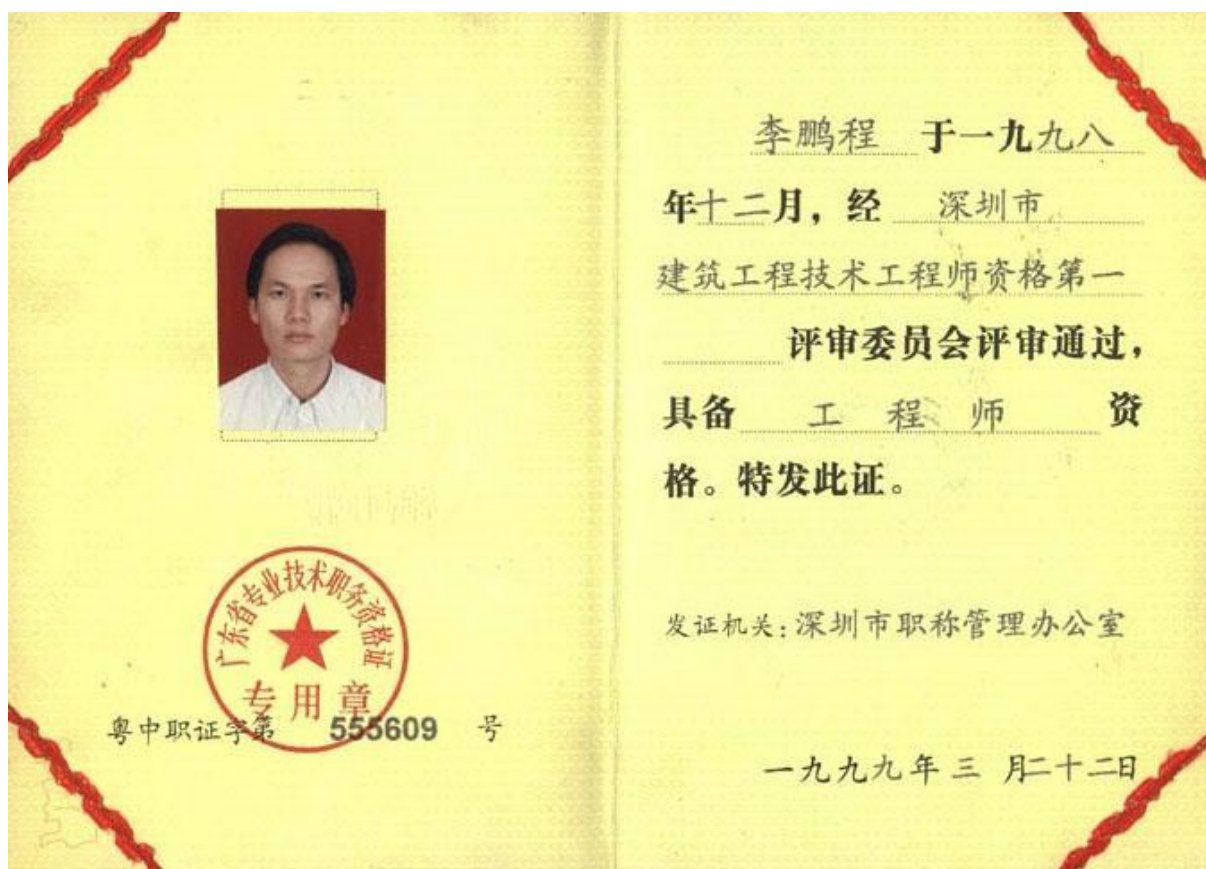 广东省专业技术职务资格证
专用章
粤中职证字第 555609 号
李鹏程 于一九九八
年十二月，经 深圳市
建筑工程技术工程师资格第一
评审委员会评审通过，
具备 工程师 资
格。特发此证。
发证机关：深圳市职称管理办公室
一九九九年三月二十二日